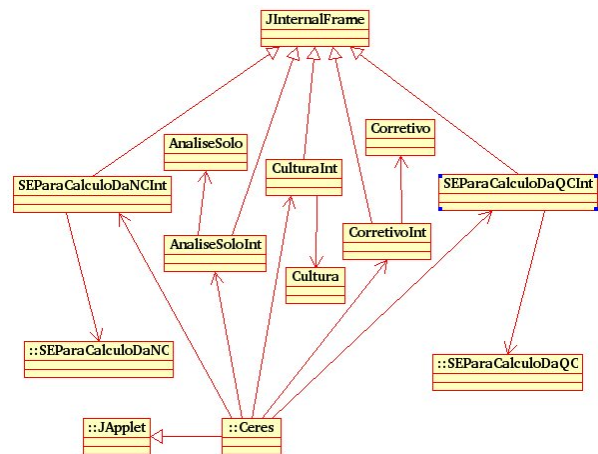 JInternalFrame
AnaliseSolo
Corretivo
CulturaInt
SEParaCalculoDaNCInt
SEParaCalculoDaQCInt
AnaliseSoloInt
CorretivoInt
Cultura
::SEParaCalculoDaNC
::SEParaCalculoDaQC
::JApplet
::Ceres